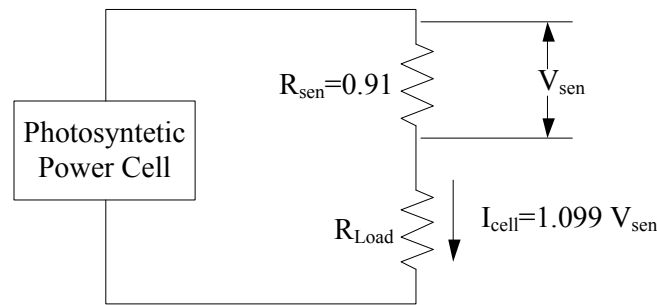 R_sen=0.91
V_sen
Photosyntetic
Power Cell
R_Load
I_cell=1.099 V_sen